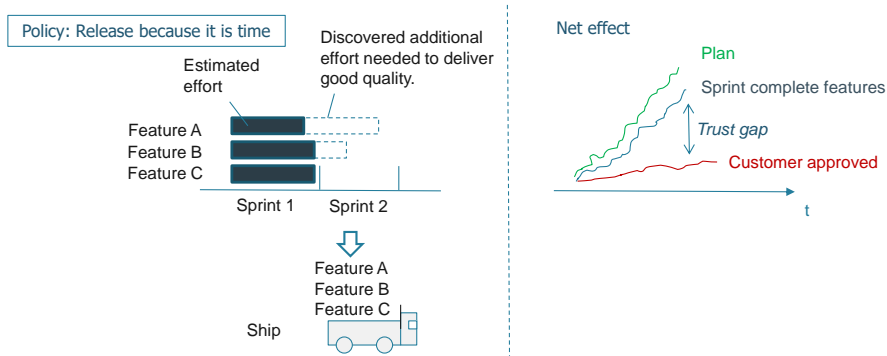 Policy: Release because it is time
Estimated
effort
Discovered additional
effort needed to deliver
good quality.
Feature A
Feature B
Feature C
Sprint 1
Sprint 2
Feature A
Feature B
Feature C
Ship
Net effect
Plan
Sprint complete features
Trust gap
Customer approved
t